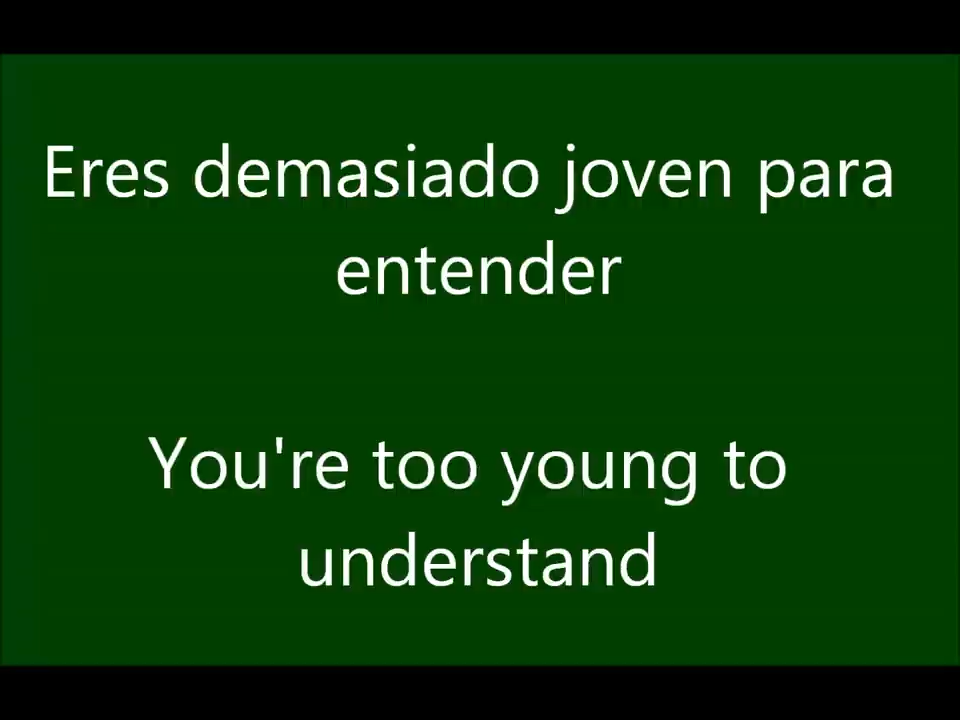 Eres demasiado joven para
entender
You're too young to
understand